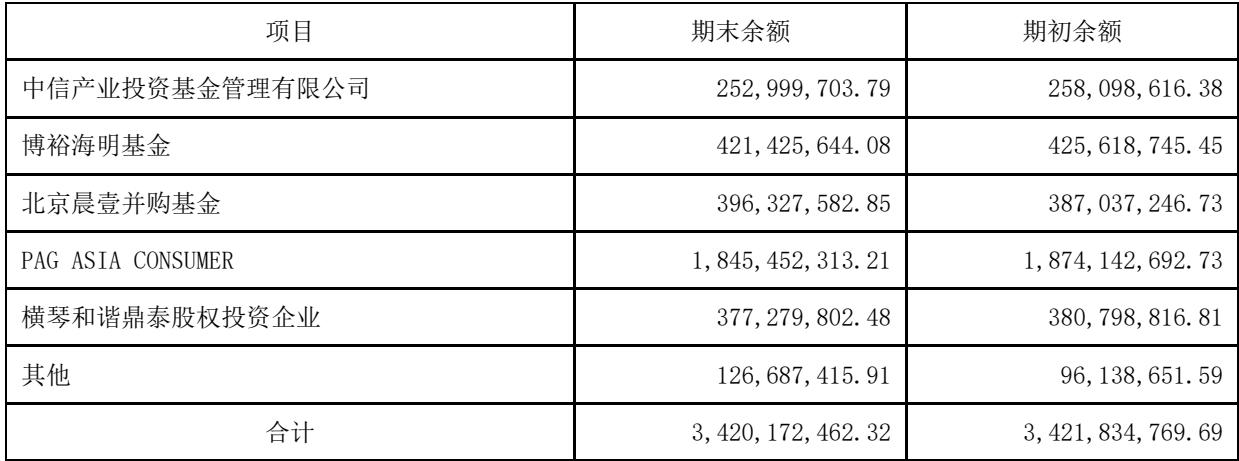 项目 期末余额 期初余额
中信产业投资基金管理有限公司 252,999,703.79 258,098,616.38
博裕海明基金 421,425,644.08 425,618,745.45
北京晨壹并购基金 396,327,582.85 387,037,246.73
PAG ASIA CONSUMER 1,845,452,313.21 1,874,142,692.73
横琴和谐鼎泰股权投资企业 377,279,802.48 380,798,816.81
其他 126,687,415.91 96,138,651.59
合计 3,420,172,462.32 3,421,834,769.69